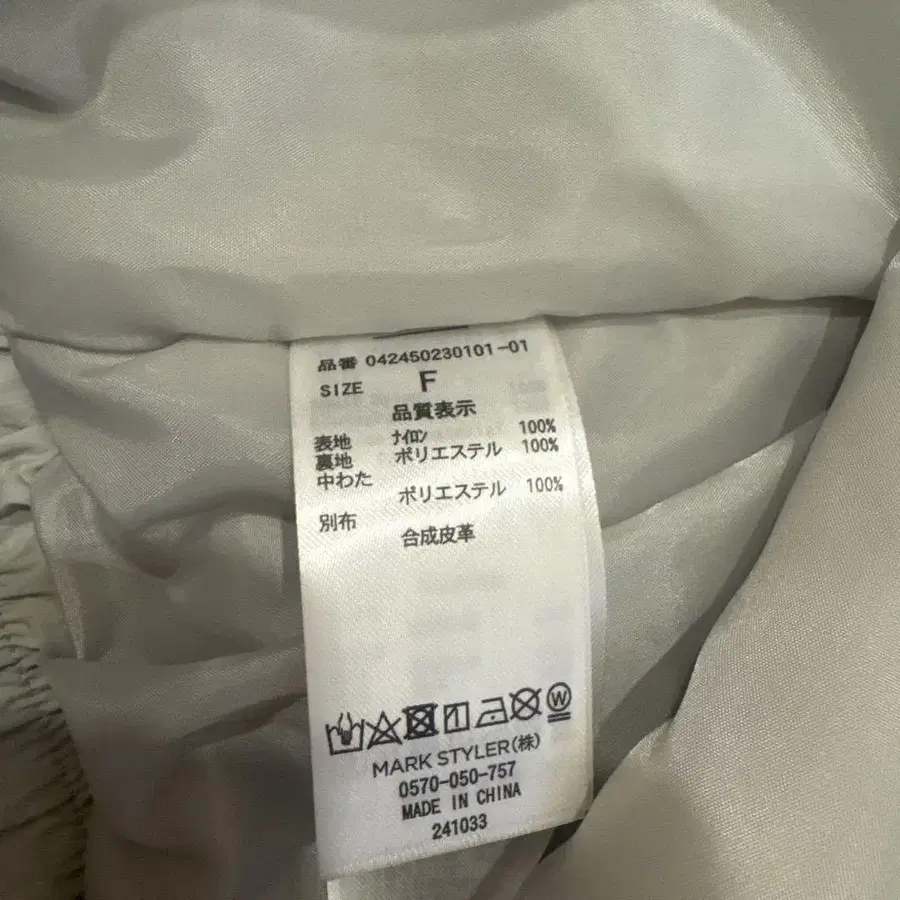 品番 042450230101-01
SIZE F
品質表示
表地 ナイロン 100%
裏地 ポリエステル 100%
中わた
ポリエステル 100%
別布
合成皮革
W
MARK STYLER(株)
0570-050-757
MADE IN CHINA
241033